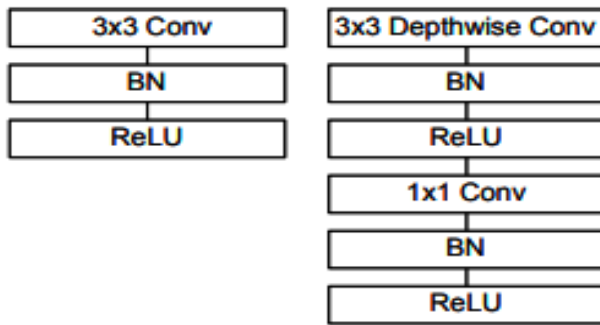 3x3 Conv
BN
ReLU
3x3 Depthwise Conv
BN
ReLU
1x1 Conv
BN
ReLU